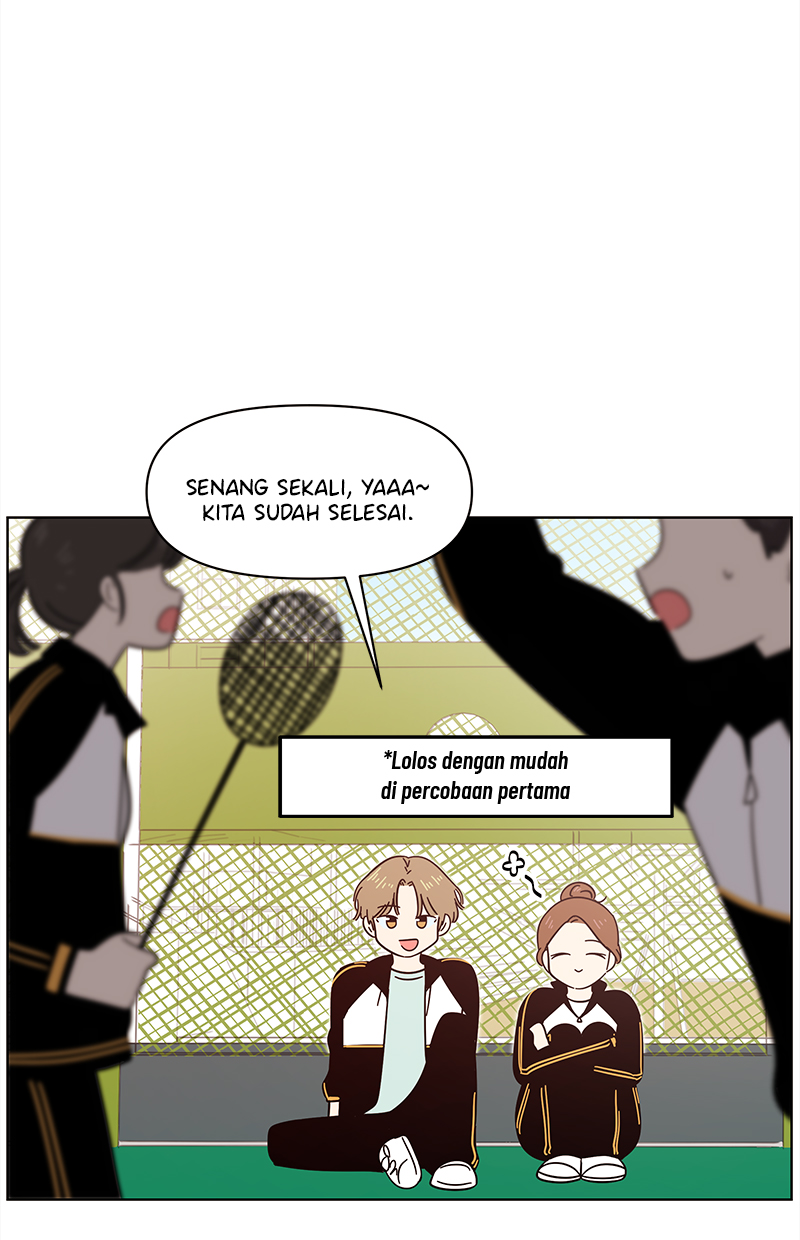 SENANG SEKALI, YAAA~
KITA SUDAH SELESAI.
*Lolos dengan mudah
di percobaan pertama